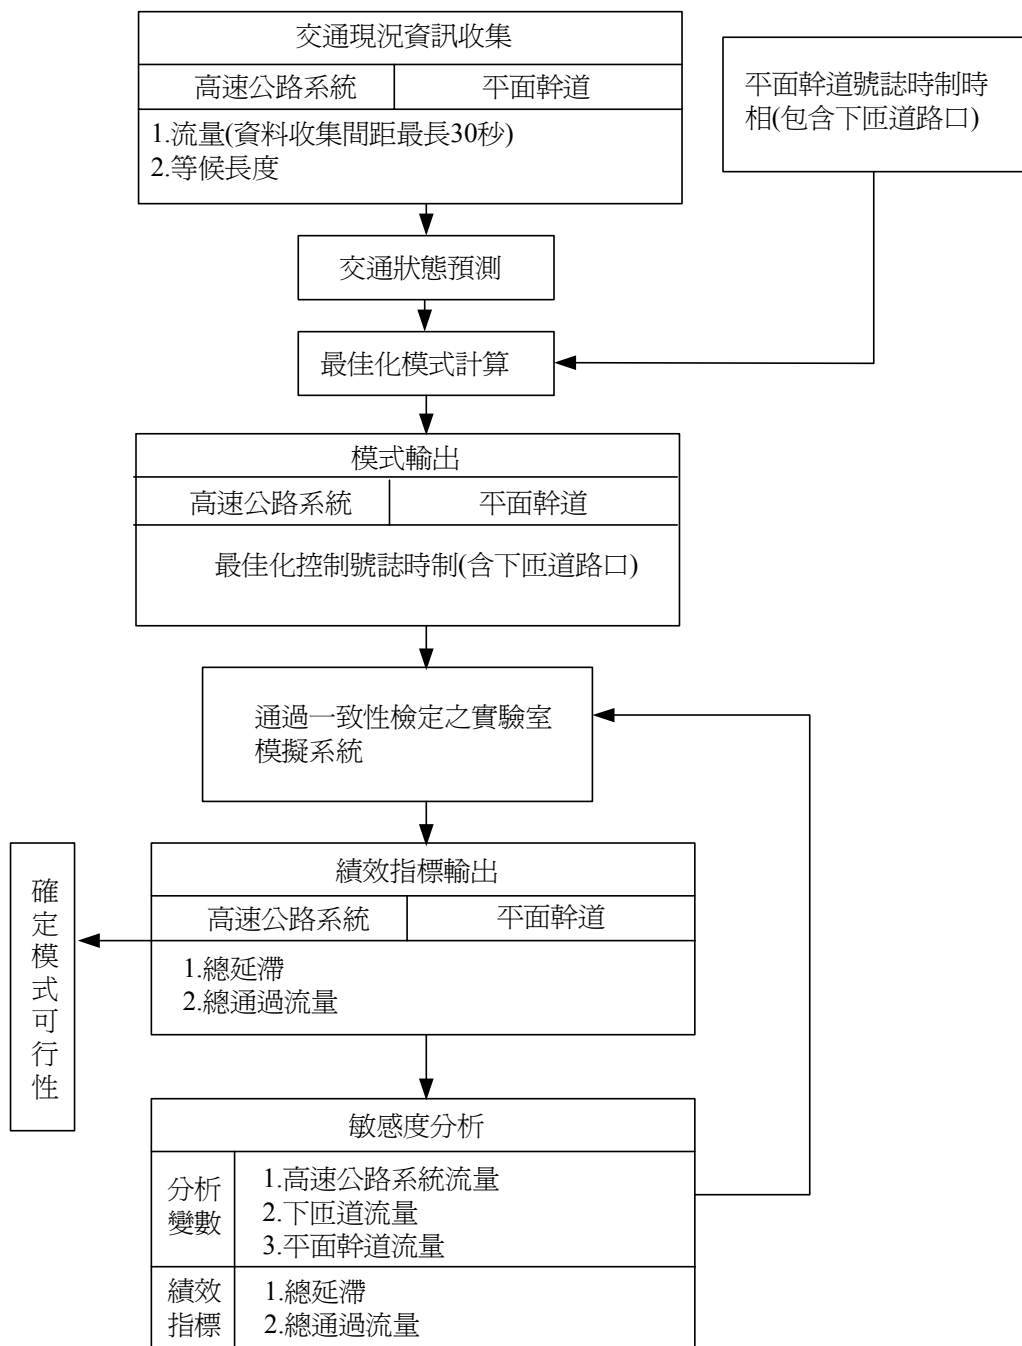 交通現況資訊收集
高速公路系統
平面幹道
1.流量(資料收集間距最長30秒)
2.等候長度
平面幹道號誌時制時
相(包含下匝道路口)
交通狀態預測
最佳化模式計算
模式輸出
高速公路系統
平面幹道
最佳化控制號誌時制(含下匝道路口)
通過一致性檢定之實驗室
模擬系統
績效指標輸出
高速公路系統
平面幹道
1.總延滯
2.總通過流量
確定模式可行性
敏感度分析
分析
變數
1.高速公路系統流量
2.下匝道流量
3.平面幹道流量
績效
指標
1.總延滯
2.總通過流量